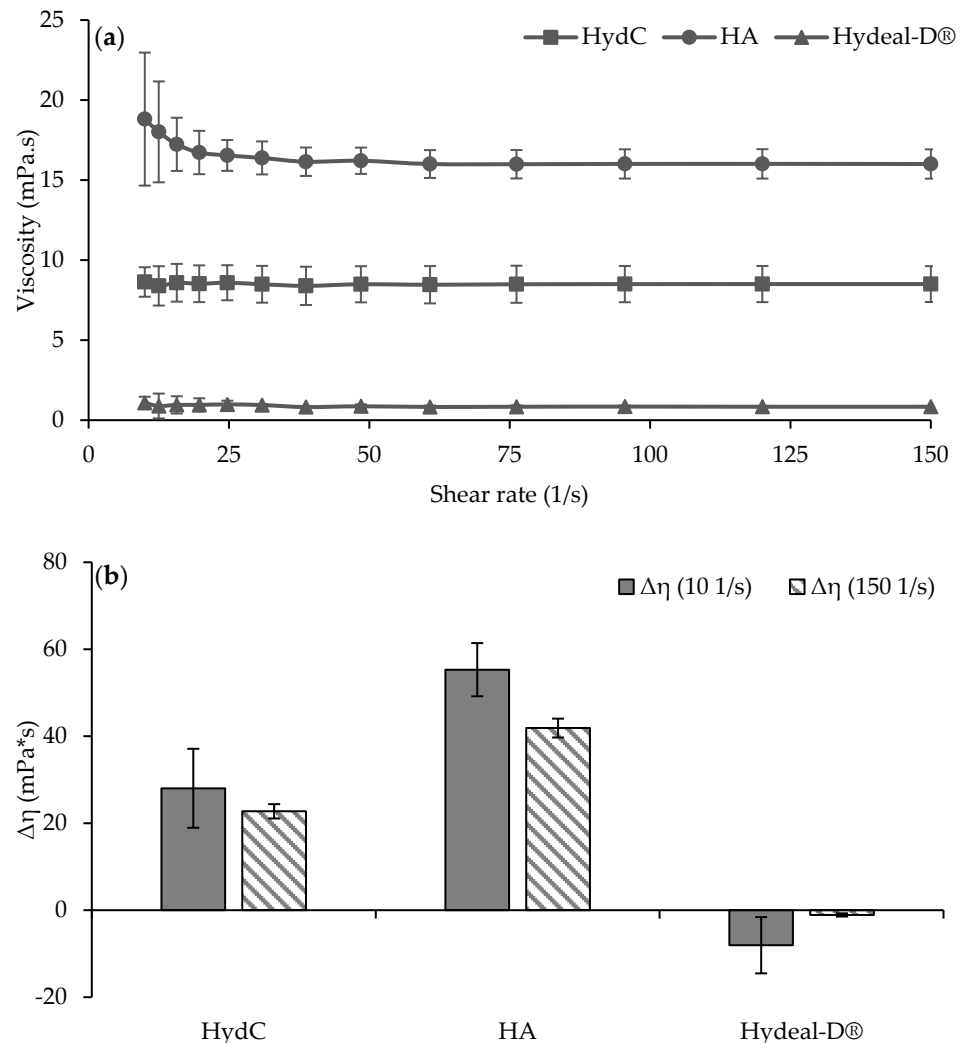 25
(a)
HydC
HA
Hydeal-D®
20
15
10
5
0
Viscosity (mPa.s)
0 25 50 75 100 125 150
Shear rate (1/s)
80
(b)
Δη (10 1/s)
Δη (150 1/s)
60
40
20
0
-20
Δη (mPa*s)
HydC HA Hydeal-D®